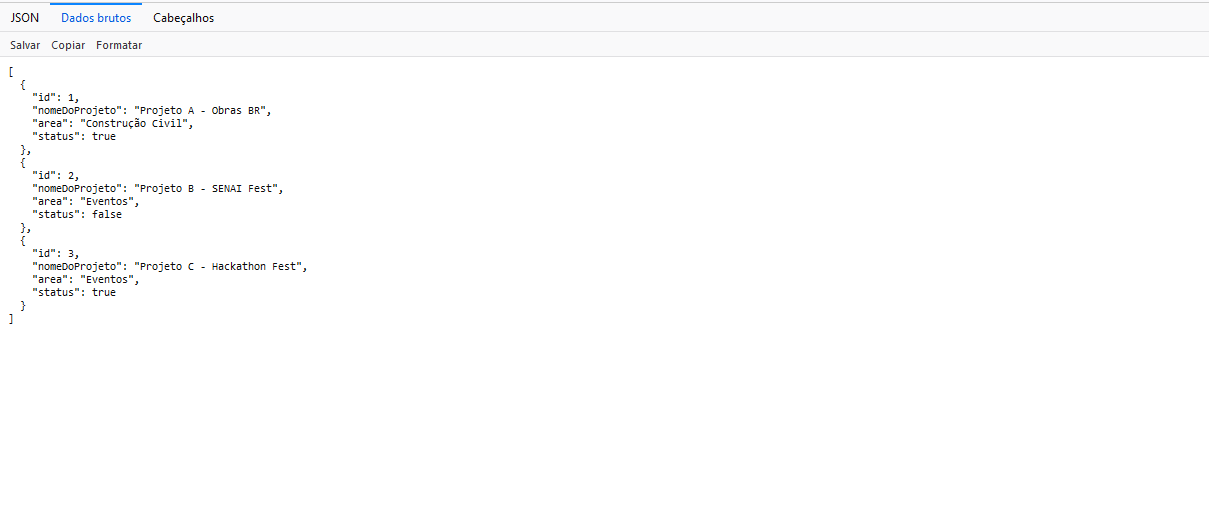 JSON Dados brutos Cabeçalhos
Salvar Copiar Formatar
[
  {
    "id": 1,
    "nomeDoProjeto": "Projeto A - Obras BR",
    "area": "Construção Civil",
    "status": true
  },
  {
    "id": 2,
    "nomeDoProjeto": "Projeto B - SENAI Fest",
    "area": "Eventos",
    "status": false
  },
  {
    "id": 3,
    "nomeDoProjeto": "Projeto C - Hackathon Fest",
    "area": "Eventos",
    "status": true
  }
]